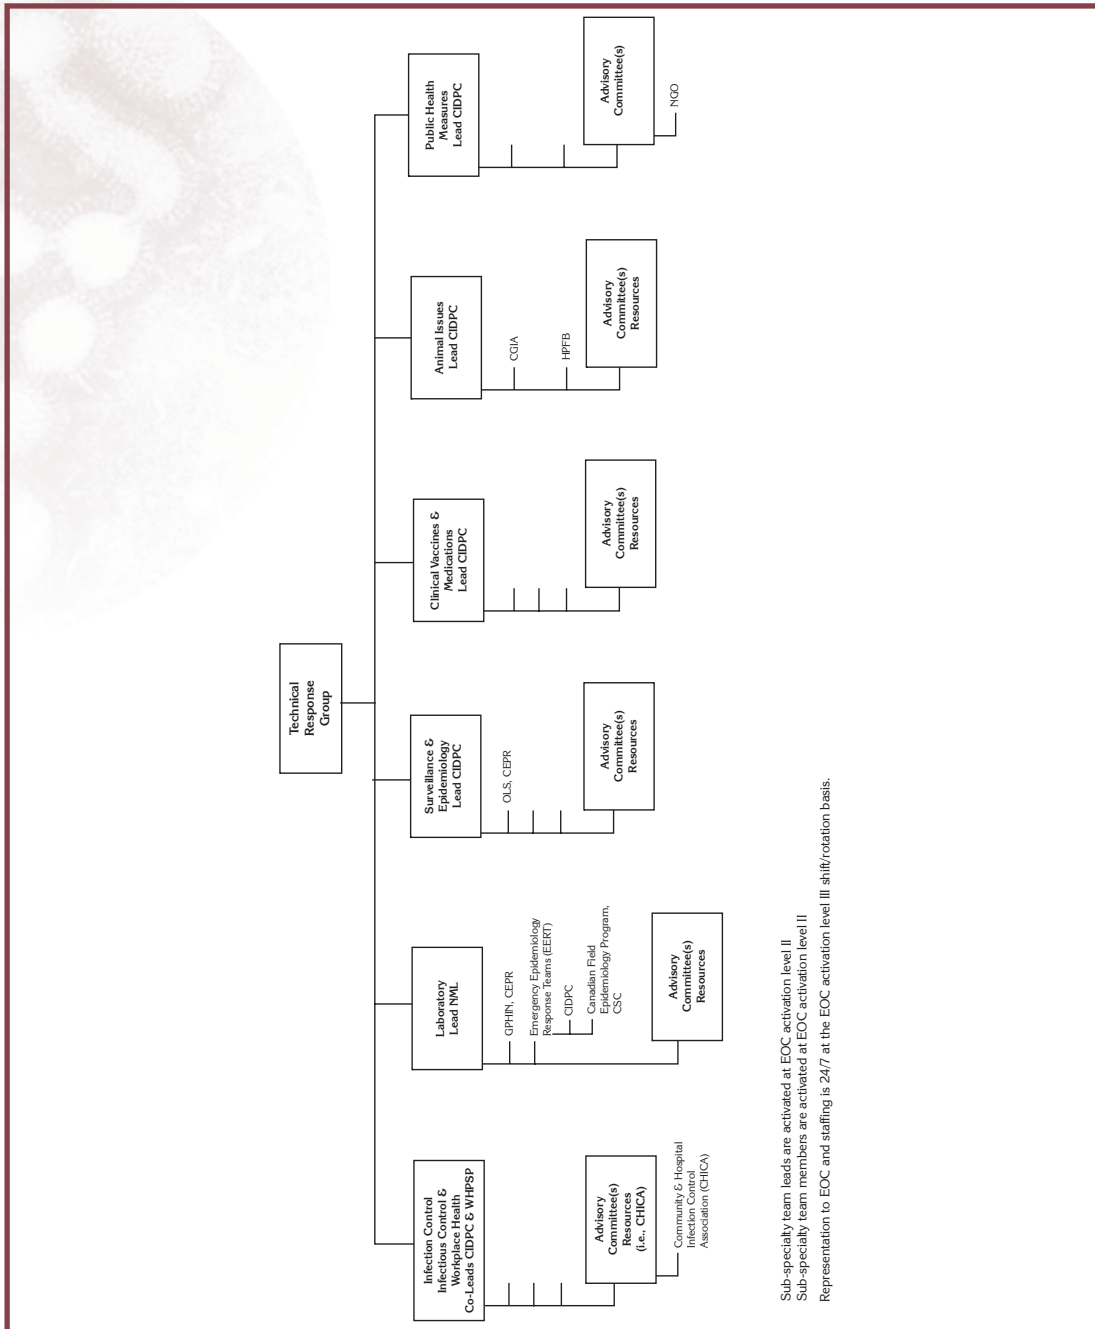 Technical
Response
Group
Infection Control
Infectious Control &
Workplace Health
Co-Leads CIDPC & WHPSP
Advisory
Committee(s)
Resources
(i.e., CHICA)
Community & Hospital
Infection Control
Association (CHICA)
Laboratory
Lead NML
GPHIN, CEPR
Emergency Epidemiology
Response Teams (EERT)
CIDPC
Canadian Field
Epidemiology Program,
CSC
Advisory
Committee(s)
Resources
Surveillance &
Epidemiology
Lead CIDPC
OLS, CEPR
Advisory
Committee(s)
Resources
Clinical Vaccines &
Medications
Lead CIDPC
Advisory
Committee(s)
Resources
Animal Issues
Lead CIDPC
CGIA
HPFB
Advisory
Committee(s)
Resources
Public Health
Measures
Lead CIDPC
Advisory
Committee(s)
NGO
Sub-specialty team leads are activated at EOC activation level II
Sub-specialty team members are activated at EOC activation level II
Representation to EOC and staffing is 24/7 at the EOC activation level III shift/rotation basis.